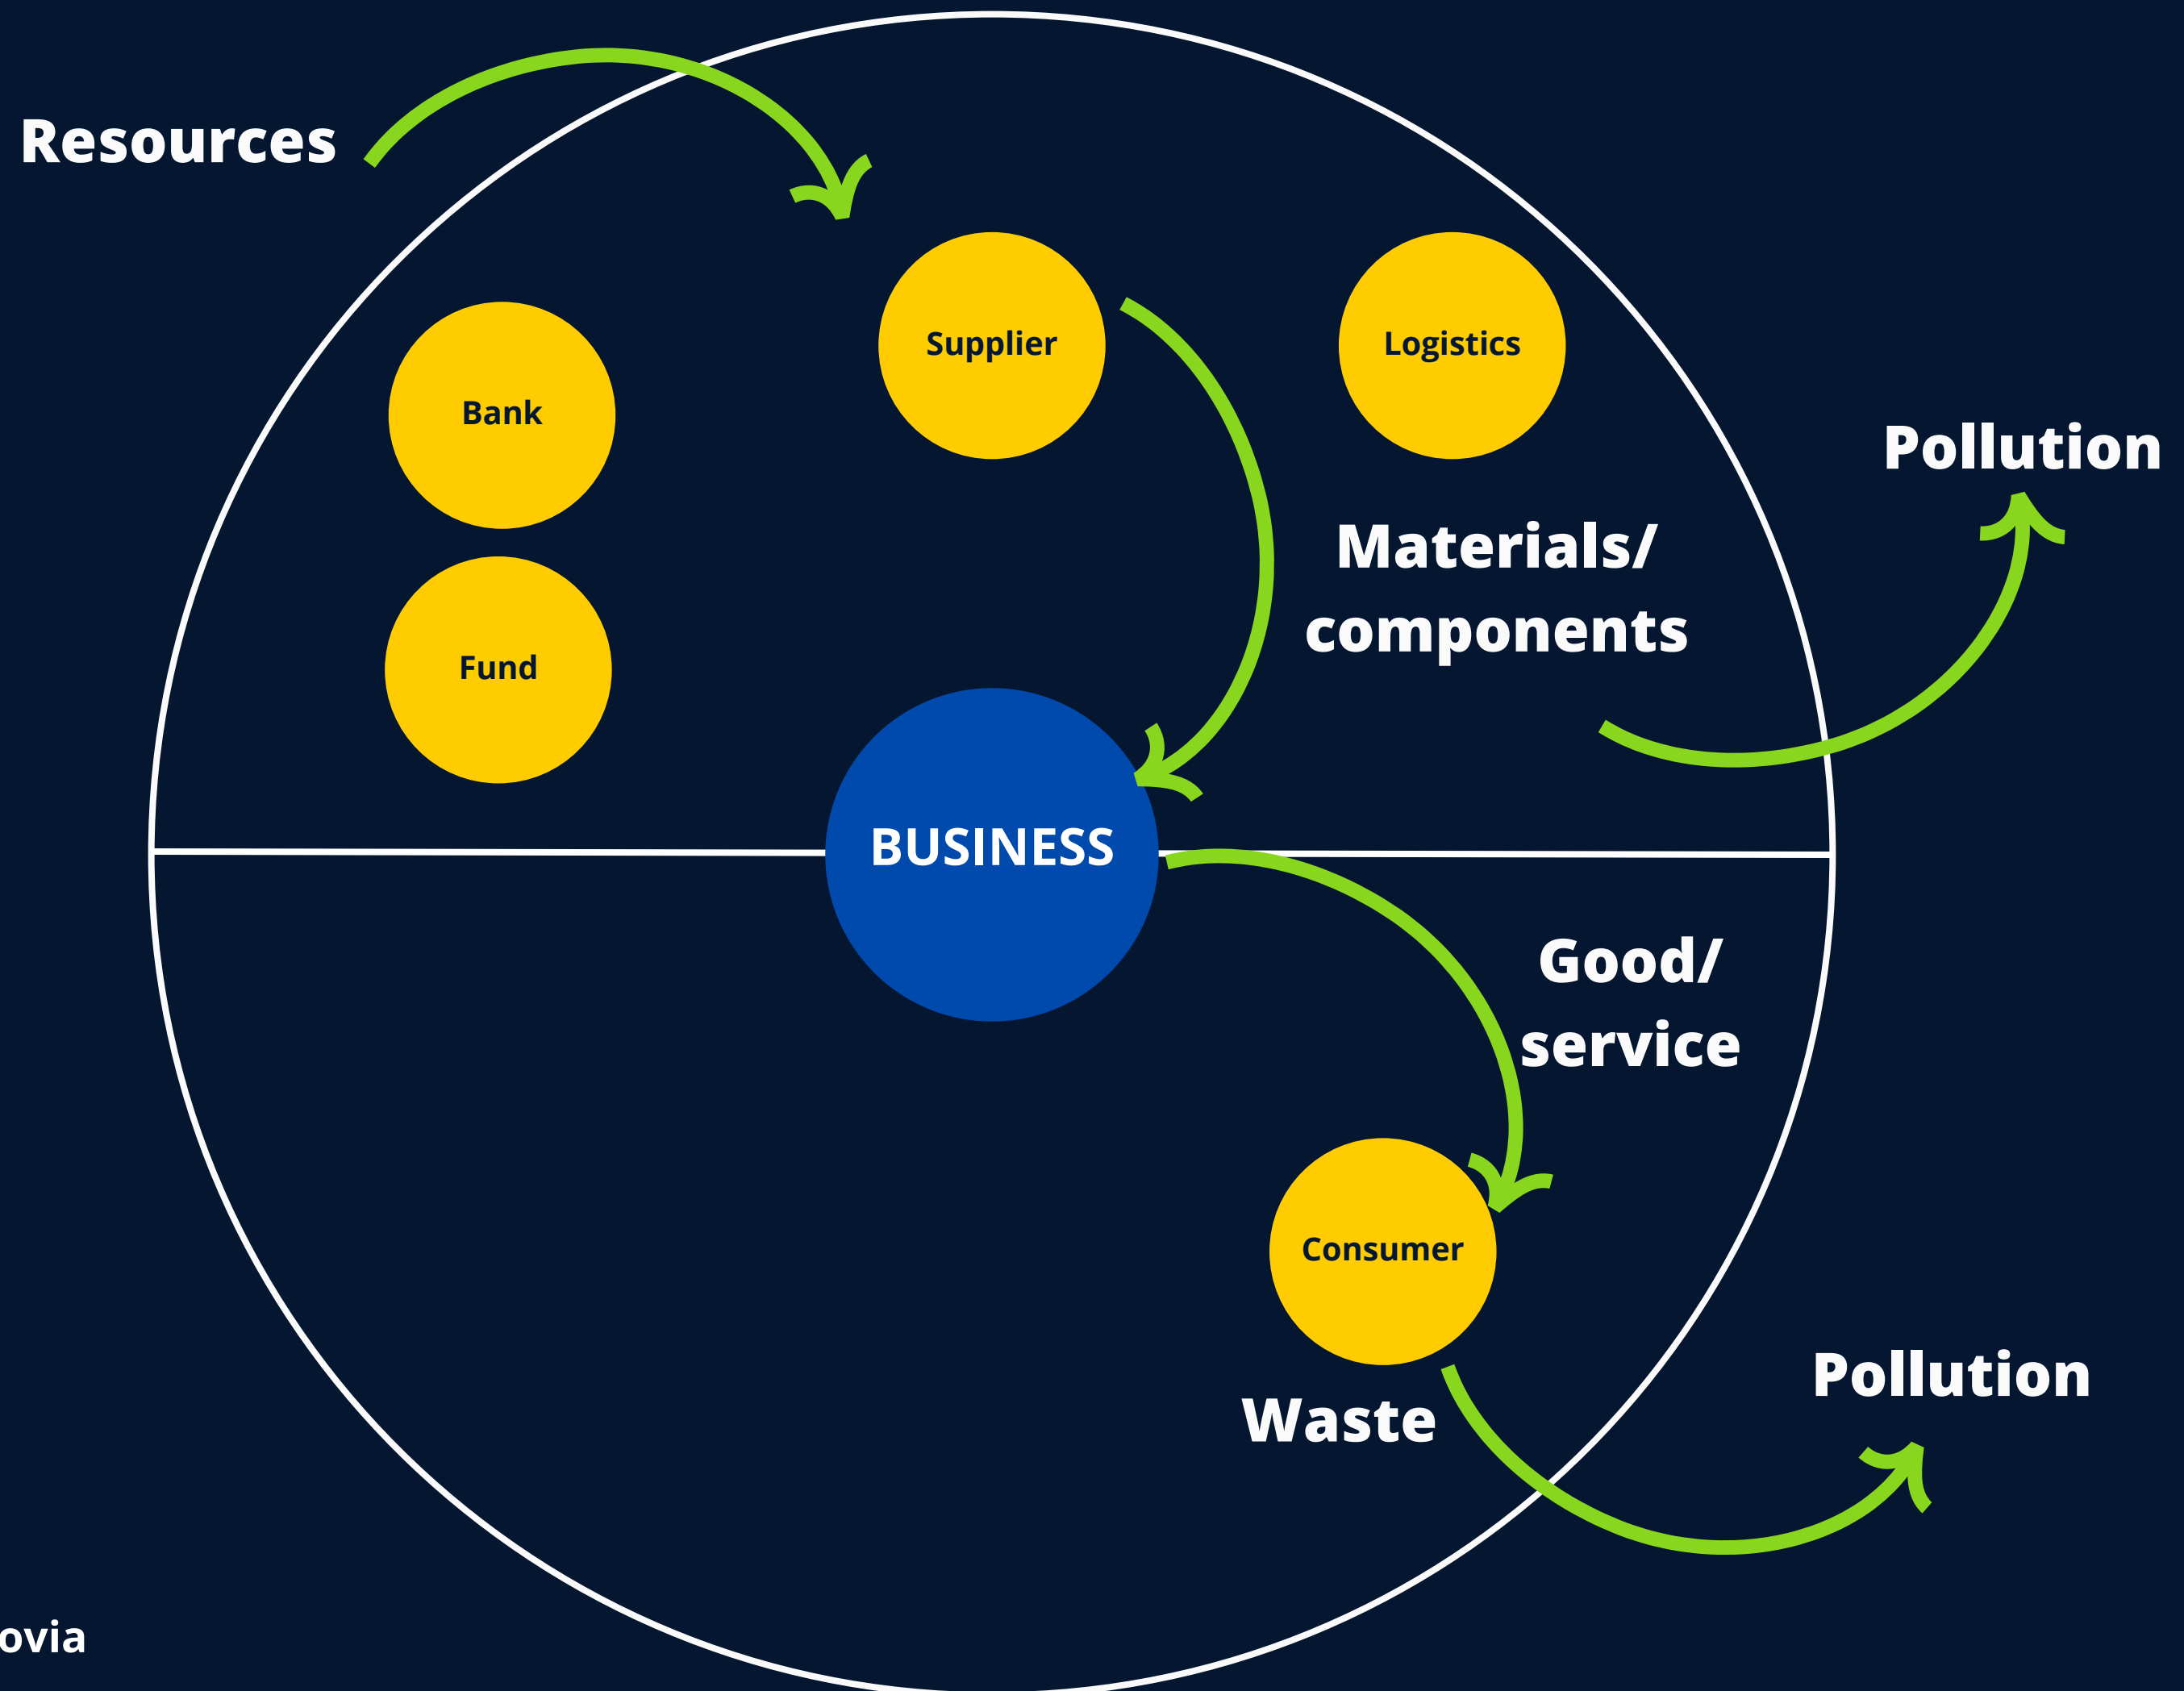 Resources
Supplier
Logistics
Bank
Pollution
Materials/
components
Fund
BUSINESS
Good/
service
Consumer
Pollution
Waste
ovia